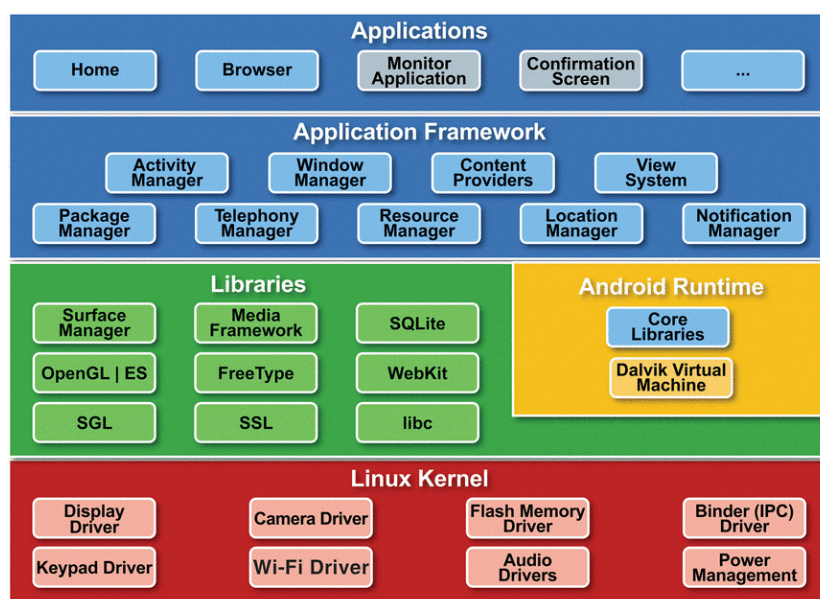 Applications
Home
Browser
Monitor
Application
Confirmation
Screen
...
Application Framework
Activity
Manager
Window
Manager
Content
Providers
View
System
Package
Manager
Telephony
Manager
Resource
Manager
Location
Manager
Notification
Manager
Libraries
Surface
Manager
Media
Framework
SQLite
OpenGL | ES
FreeType
WebKit
SGL
SSL
libc
Android Runtime
Core
Libraries
Dalvik Virtual
Machine
Linux Kernel
Display
Driver
Camera Driver
Flash Memory
Driver
Binder (IPC)
Driver
Keypad Driver
Wi-Fi Driver
Audio
Drivers
Power
Management